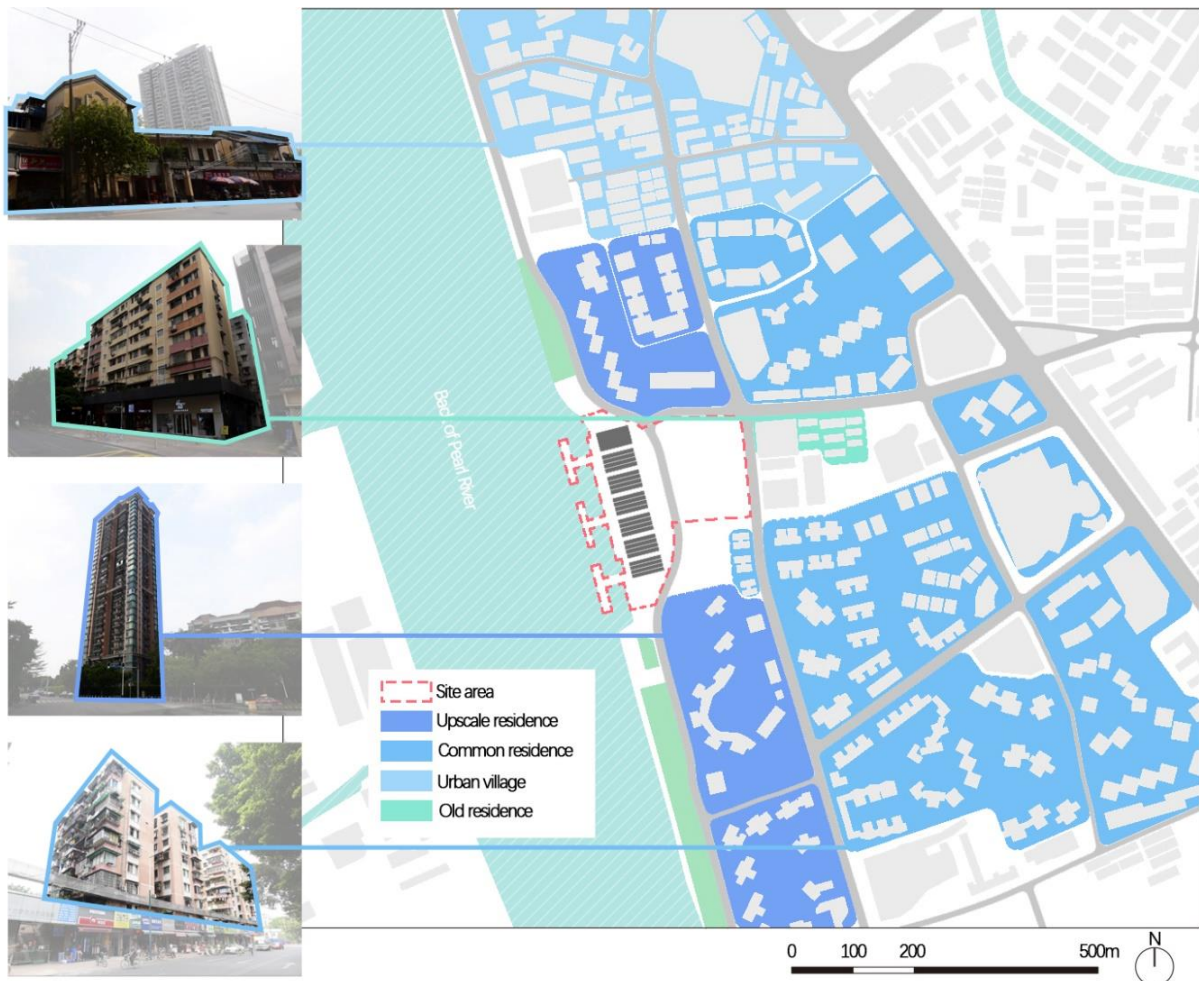 Back of Pearl River
Site area
Upscale residence
Common residence
Urban village
Old residence
0 100 200 500m
N